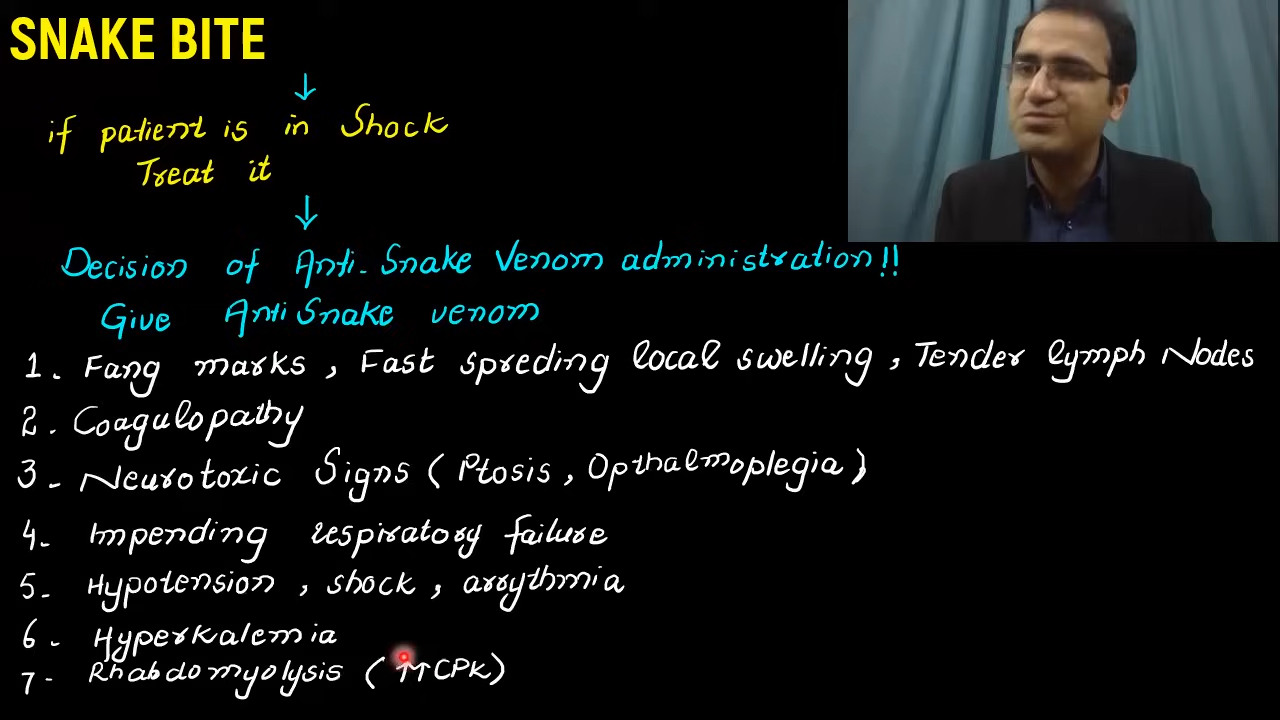 SNAKE BITE
↓
if patient is in Shock
Treat it
↓
Decision of Anti-Snake Venom administration!!
Give Anti Snake venom
1. Fang marks, Fast spreding local swelling, Tender lymph Nodes
2. Coagulopathy
3- Neurotoxic Signs (Ptosis, Opthalmoplegia)
4- Impending respiratory failure
5- Hypotension, shock, arrythmia
6- Hyperkalemia
7- Rhabdomyolysis (↑↑CPK)